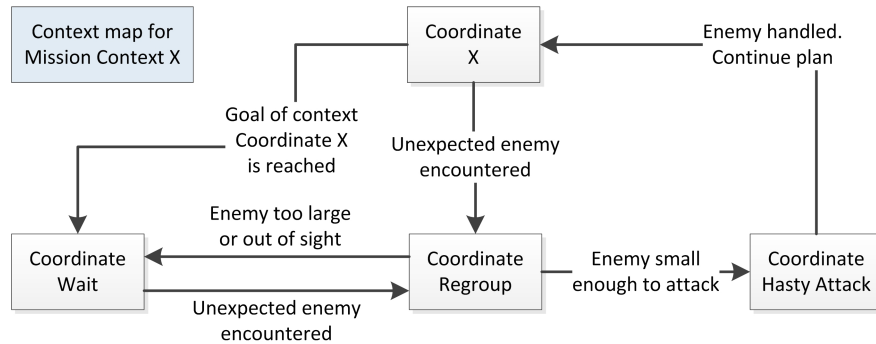 Context map for
Mission Context X
Coordinate
X
Enemy handled.
Continue plan
Goal of context
Coordinate X
is reached
Unexpected enemy
encountered
Enemy too large
or out of sight
Coordinate
Wait
Coordinate
Regroup
Enemy small
enough to attack
Coordinate
Hasty Attack
Unexpected enemy
encountered